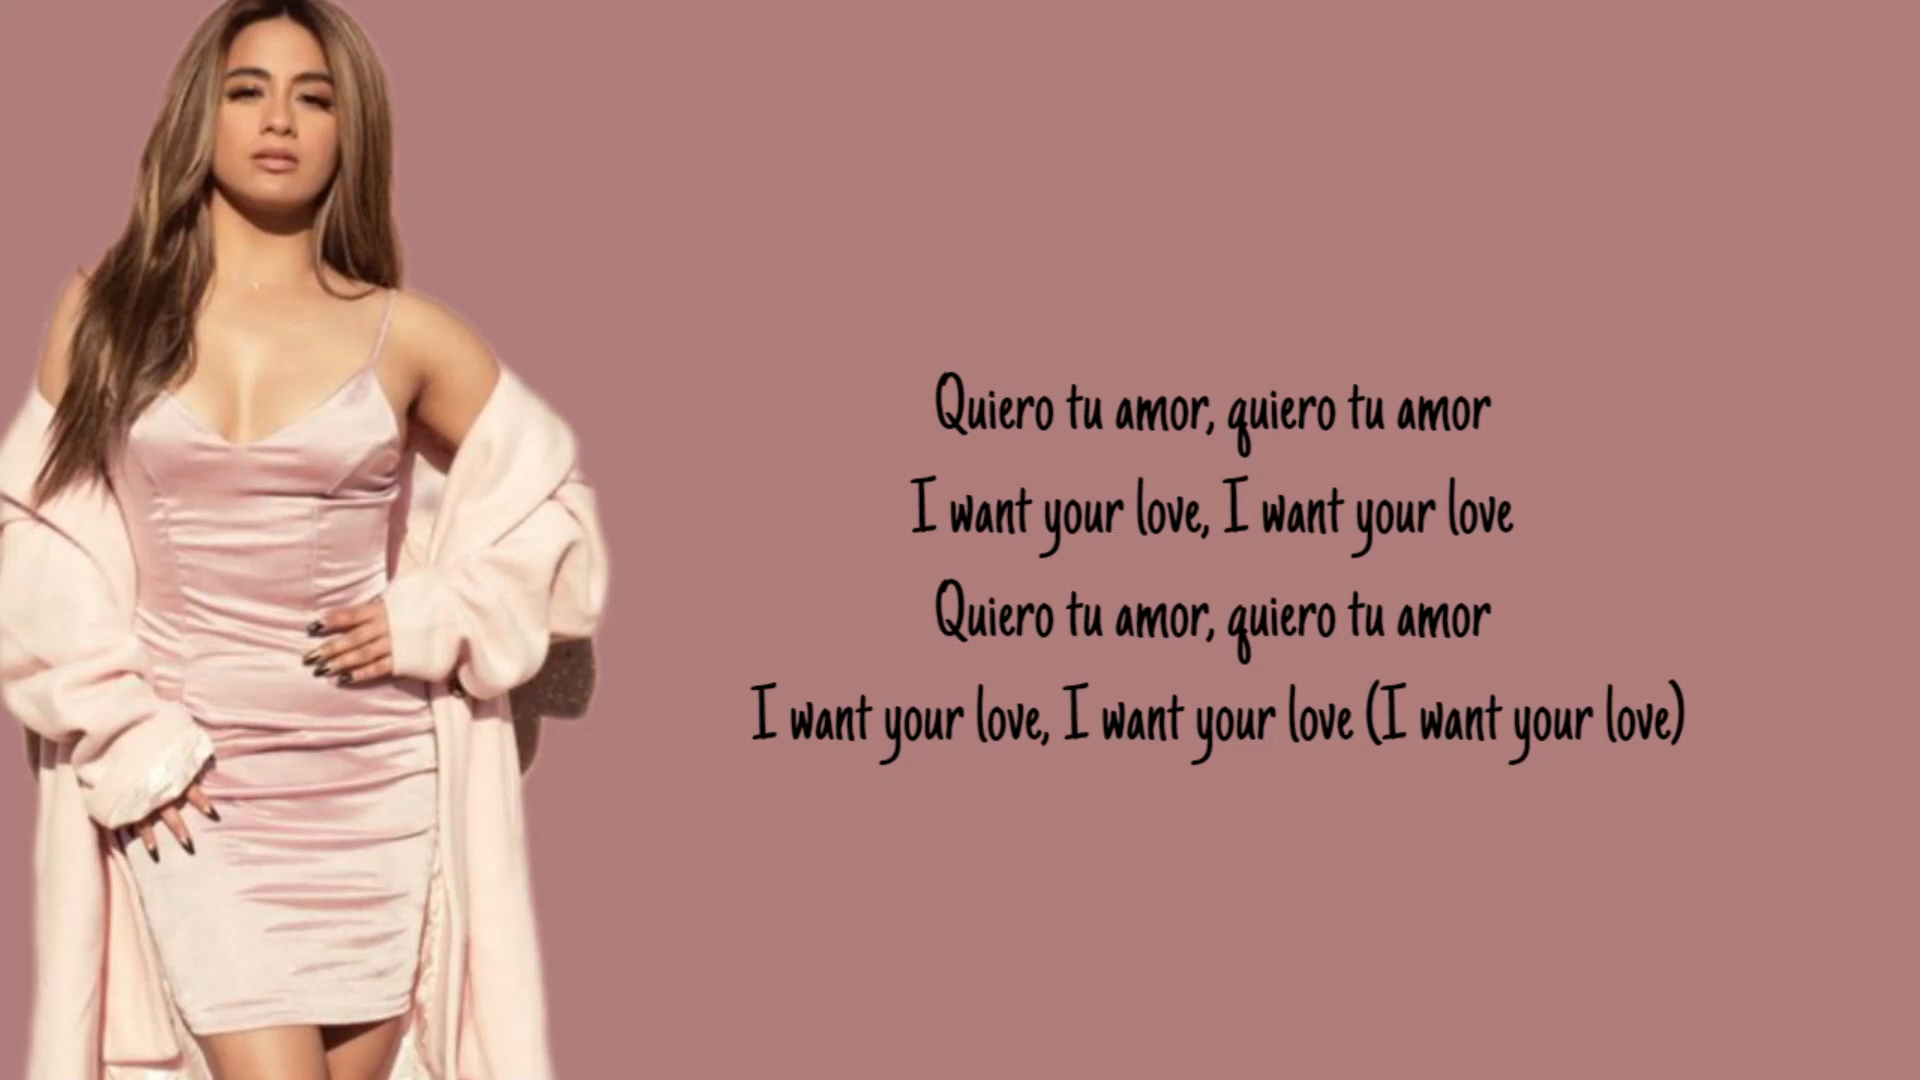 Quiero tu amor, quiero tu amor
I want your love, I want your love
Quiero tu amor, quiero tu amor
I want your love, I want your love (I want your love)